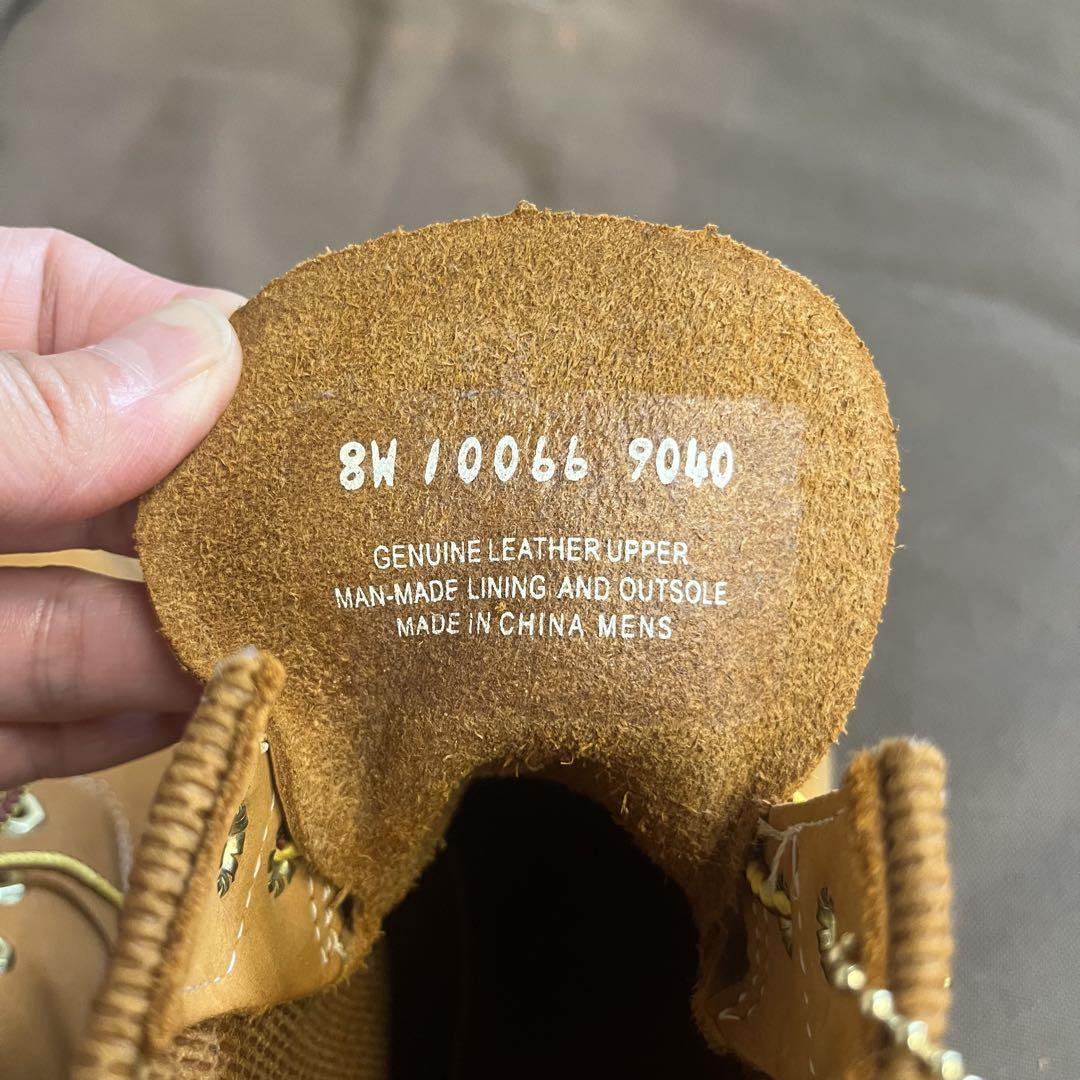 8W 10066 9040
GENUINE LEATHER UPPER
MAN-MADE LINING AND OUTSOLE
MADE IN CHINA MENS